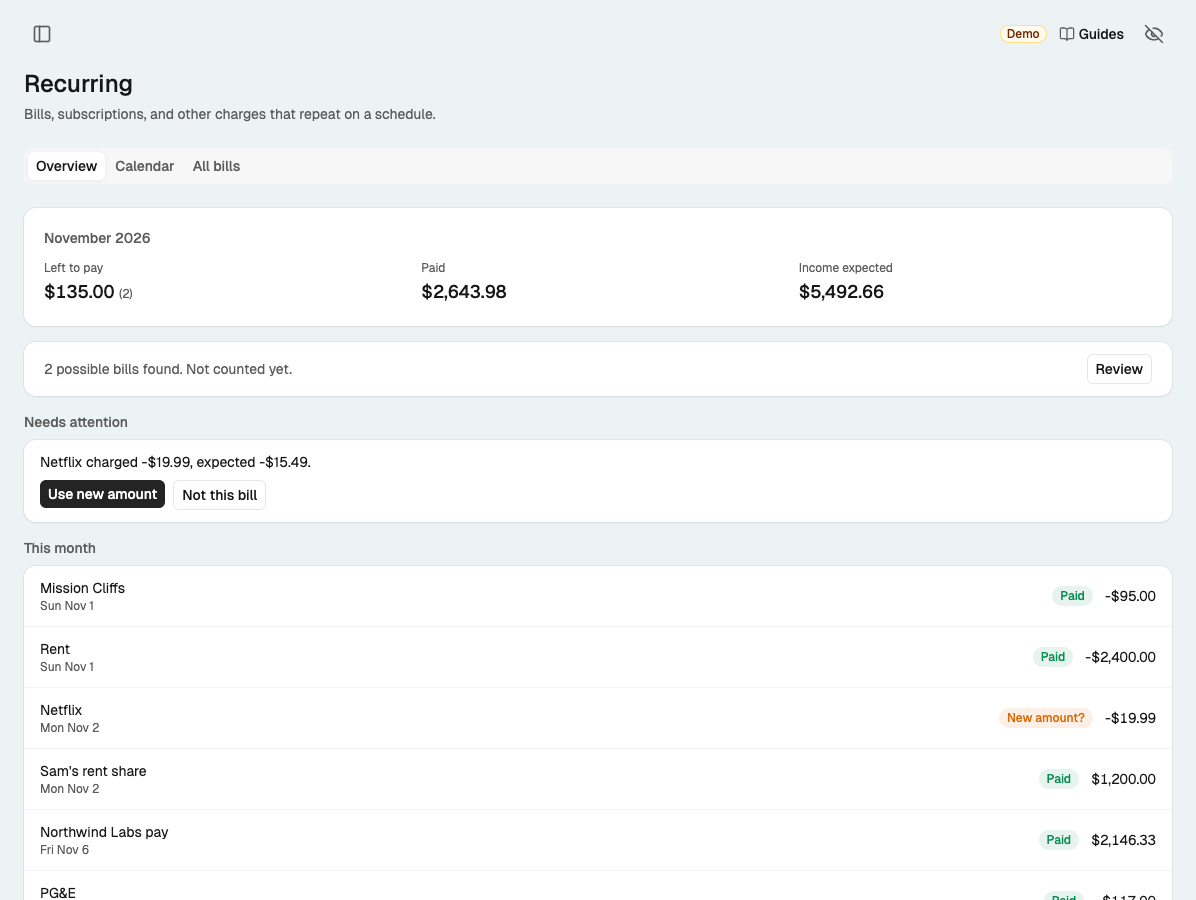 Demo
Guides
Recurring
Bills, subscriptions, and other charges that repeat on a schedule.
Overview
Calendar
All bills
November 2026
Left to pay
$135.00 (2)
Paid
$2,643.98
Income expected
$5,492.66
2 possible bills found. Not counted yet.
Review
Needs attention
Netflix charged -$19.99, expected -$15.49.
Use new amount
Not this bill
This month
Mission Cliffs
Sun Nov 1
Paid
-$95.00
Rent
Sun Nov 1
Paid
-$2,400.00
Netflix
Mon Nov 2
New amount?
-$19.99
Sam's rent share
Mon Nov 2
Paid
$1,200.00
Northwind Labs pay
Fri Nov 6
Paid
$2,146.33
PG&E
Paid